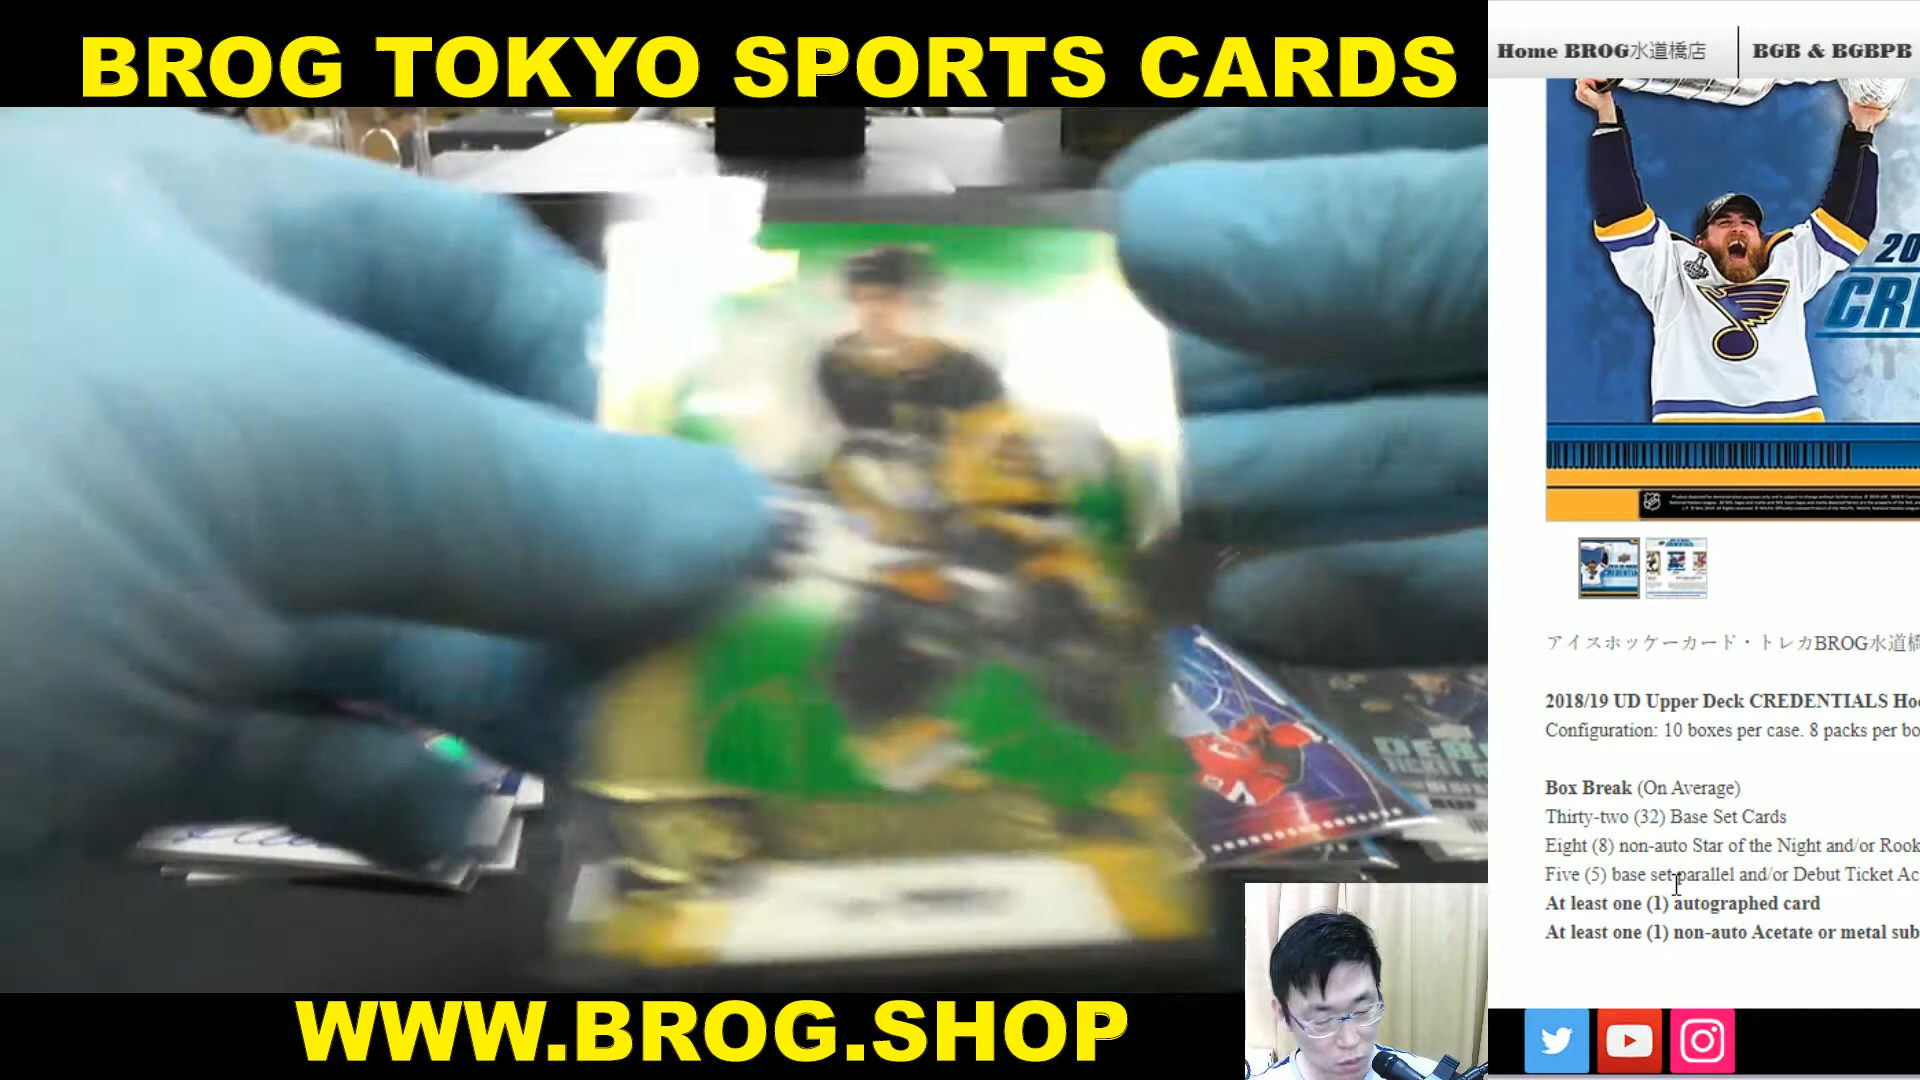 BROG TOKYO SPORTS CARDS
Home BROG水道橋店
BGB & BGBPB
20
CRE
アイスホッケーカード・トレカBROG水道橋
2018/19 UD Upper Deck CREDENTIALS Ho
Configuration: 10 boxes per case. 8 packs per bo
Box Break (On Average)
Thirty-two (32) Base Set Cards
Eight (8) non-auto Star of the Night and/or Rook
Five (5) base set parallel and/or Debut Ticket Ac
At least one (1) autographed card
At least one (1) non-auto Acetate or metal sub
WWW.BROG.SHOP